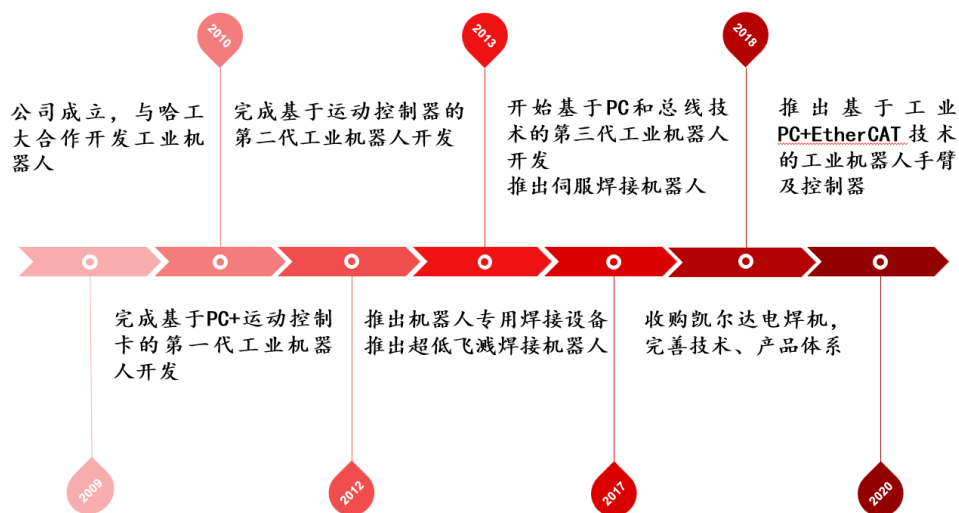 2010
2013
2018
公司成立，与哈工
大合作开发工业机
器人
完成基于运动控制器的
第二代工业机器人开发
开始基于PC和总线技
术的第三代工业机器人
开发
推出伺服焊接机器人
推出基于工业
PC+EtherCAT技术
的工业机器人手臂
及控制器
完成基于PC+运动控制
卡的第一代工业机器
人开发
推出机器人专用焊接设备
推出超低飞溅焊接机器人
收购凯尔达电焊机，
完善技术、产品体系
2009
2012
2017
2020